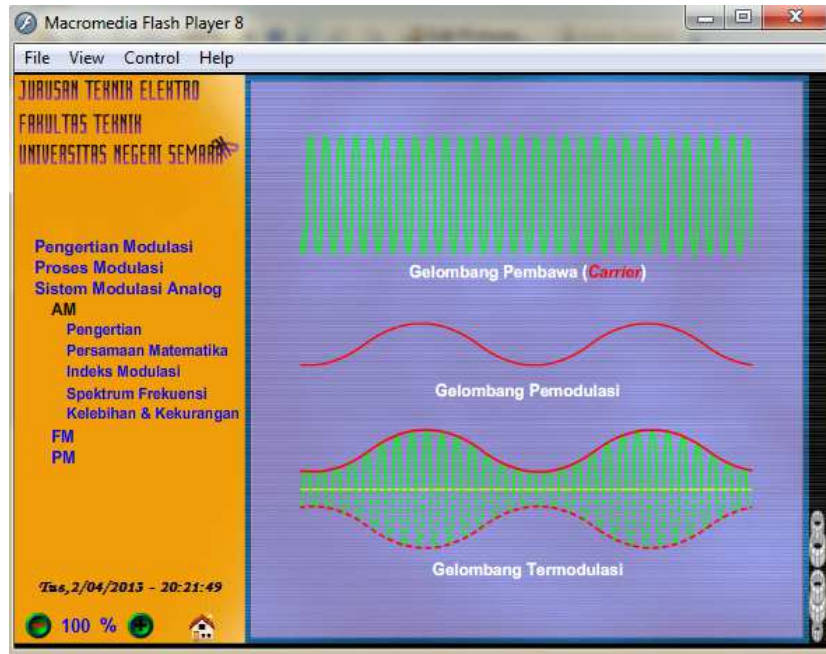 Macromedia Flash Player 8
File View Control Help
JURUSAN TEKNIK ELEKTRO
FAKULTAS TEKNIK
UNIVERSITAS NEGERI SEMARA
Pengertian Modulasi
Proses Modulasi
Sistem Modulasi Analog
AM
Pengertian
Persamaan Matematika
Indeks Modulasi
Spektrum Frekuensi
Kelebihan & Kekurangan
FM
PM
Tus,2/04/2013 - 20:21:49
100 %
Gelombang Pembawa (Carrier)
Gelombang Pemodulasi
Gelombang Termodulasi